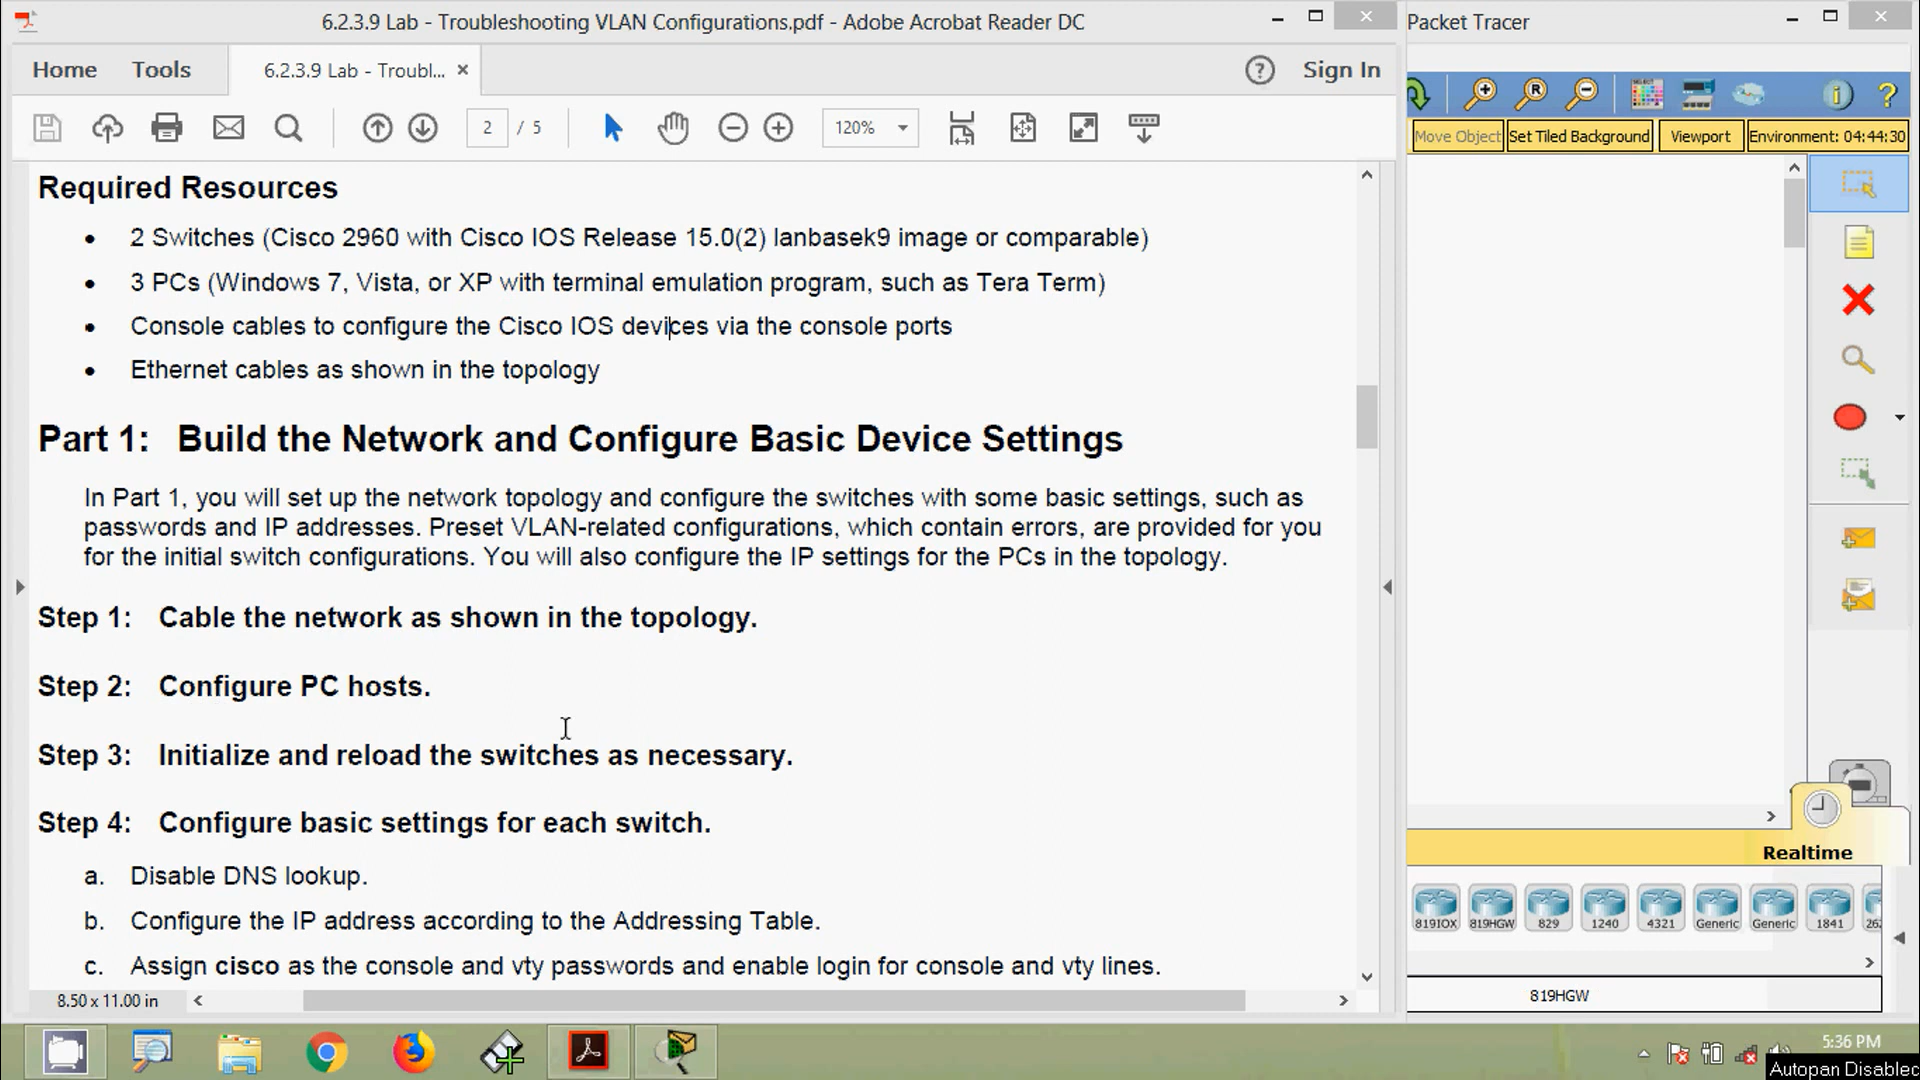 6.2.3.9 Lab - Troubleshooting VLAN Configurations.pdf - Adobe Acrobat Reader DC
Packet Tracer
Home
Tools
6.2.3.9 Lab - Troubl...
Sign In
2 / 5
120%
Move Object
Set Tiled Background
Viewport
Environment: 04:44:30
Required Resources
2 Switches (Cisco 2960 with Cisco IOS Release 15.0(2) lanbasek9 image or comparable)
3 PCs (Windows 7, Vista, or XP with terminal emulation program, such as Tera Term)
Console cables to configure the Cisco IOS devices via the console ports
Ethernet cables as shown in the topology
Part 1: Build the Network and Configure Basic Device Settings
In Part 1, you will set up the network topology and configure the switches with some basic settings, such as
passwords and IP addresses. Preset VLAN-related configurations, which contain errors, are provided for you
for the initial switch configurations. You will also configure the IP settings for the PCs in the topology.
Step 1: Cable the network as shown in the topology.
Step 2: Configure PC hosts.
Step 3: Initialize and reload the switches as necessary.
Step 4: Configure basic settings for each switch.
a. Disable DNS lookup.
b. Configure the IP address according to the Addressing Table.
c. Assign cisco as the console and vty passwords and enable login for console and vty lines.
8.50 x 11.00 in
Realtime
819IOX
819HGW
829
1240
4321
Generic
Generic
1841
262
819HGW
5:36 PM
Autopan Disabled